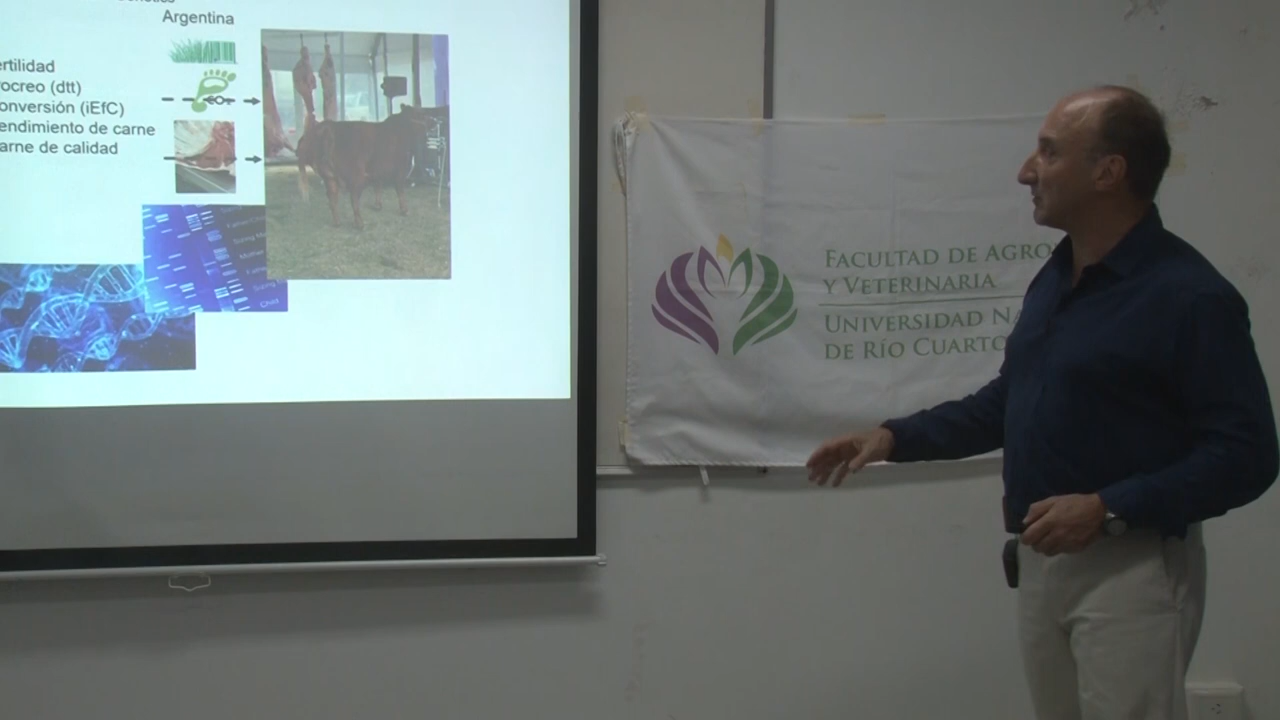 Argentina
ertilidad
ocreo (dtt)
onversión (iEfC)
endimiento de carne
arne de calidad
Child
FACULTAD DE AGRO
Y VETERINARIA
UNIVERSIDAD NA
DE RÍO CUARTO